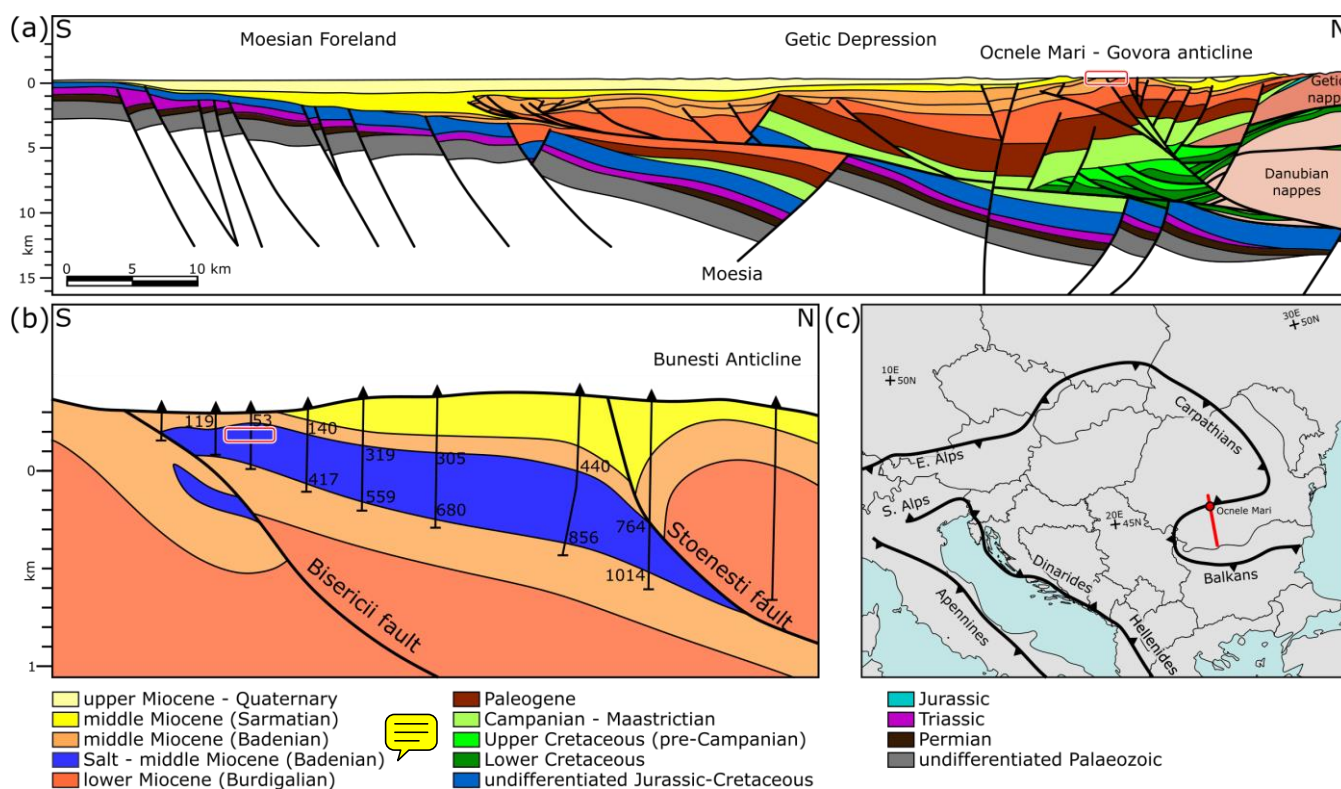 (a) S
Moesian Foreland
Getic Depression
N
Ocnele Mari - Govora anticline
Getic
nappe
Danubian
nappes
0
5
10
km
15
0 5 10 km
Moesia
(b) S
N
Bunesti Anticline
119
53
140
319
305
440
417
559
680
856
764
1014
0
km
1
Bisericii fault
Stoenesti fault
(c)
10E
50N
30E
50N
20E
45N
Carpathians
E. Alps
S. Alps
Ocnele Mari
Dinarides
Balkans
Apennines
Hellenides
upper Miocene - Quaternary
middle Miocene (Sarmatian)
middle Miocene (Badenian)
Salt - middle Miocene (Badenian)
lower Miocene (Burdigalian)
Paleogene
Campanian - Maastrictian
Upper Cretaceous (pre-Campanian)
Lower Cretaceous
undifferentiated Jurassic-Cretaceous
Jurassic
Triassic
Permian
undifferentiated Palaeozoic